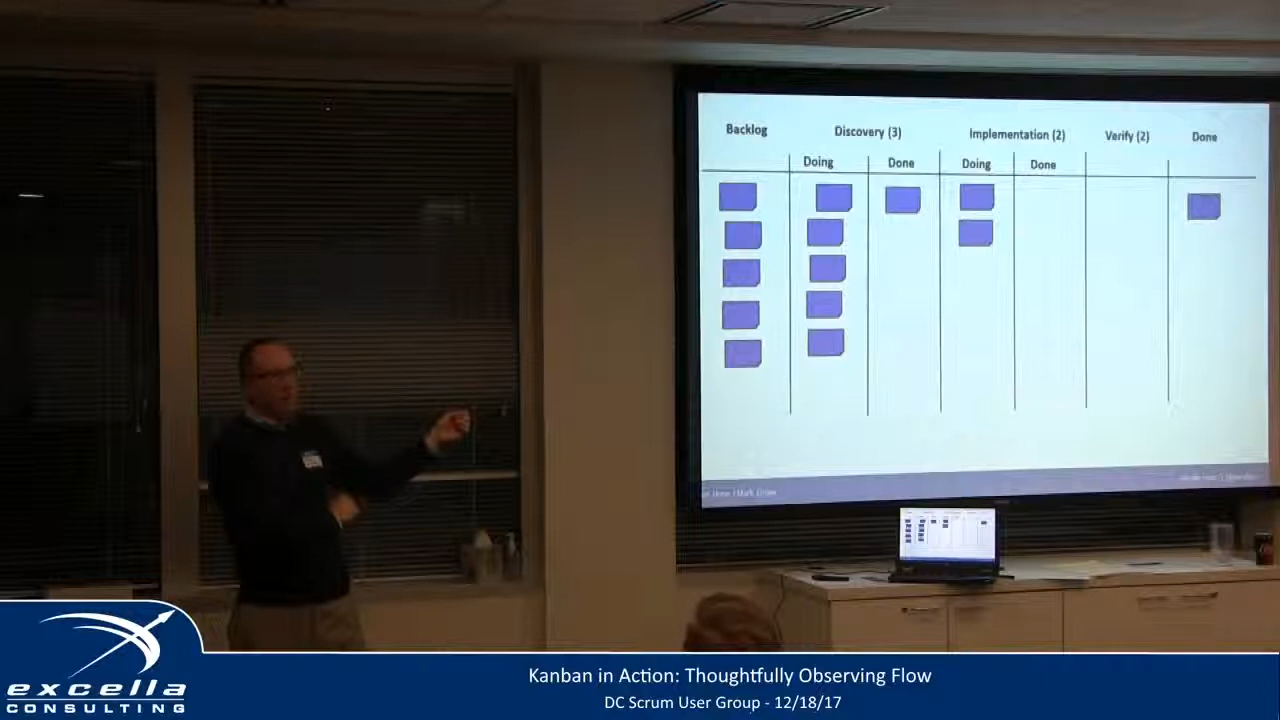 Backlog
Discovery (3)
Implementation (2)
Verify (2)
Done
Doing
Done
Doing
Done
excella
CONSULTING
Kanban in Action: Thoughtfully Observing Flow
DC Scrum User Group - 12/18/17